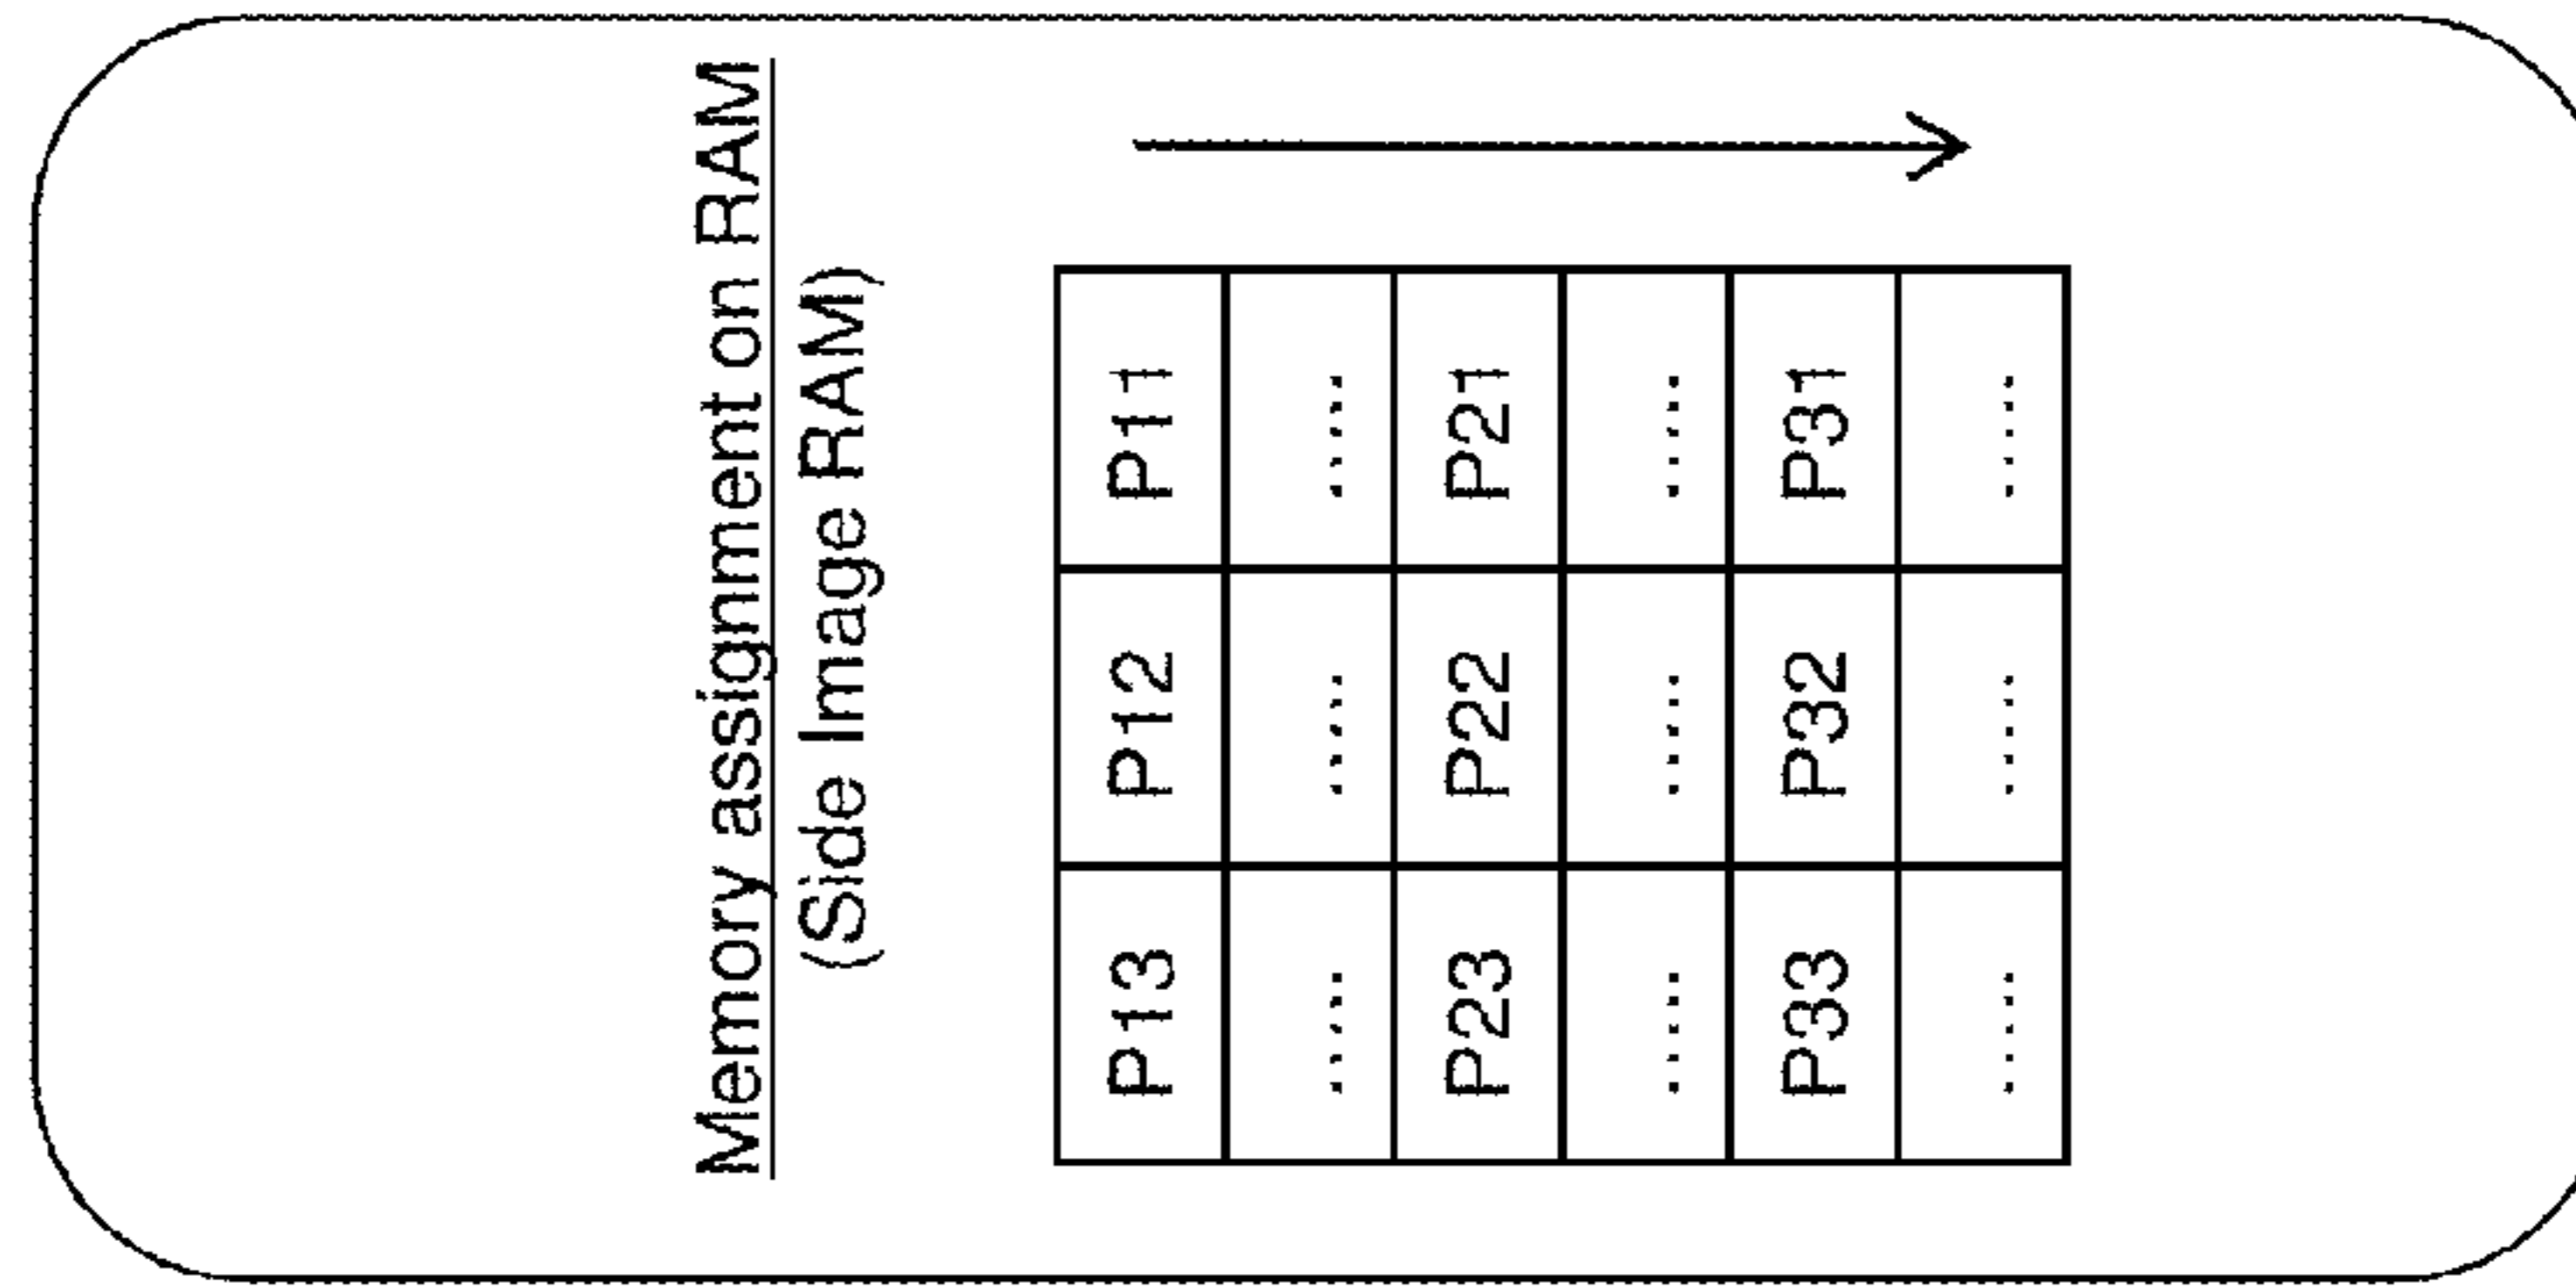 Memory assignment on RAM
(Side Image RAM)
P13 P12 P11
..... ..... .....
P23 P22 P21
..... ..... .....
P33 P32 P31
..... ..... .....